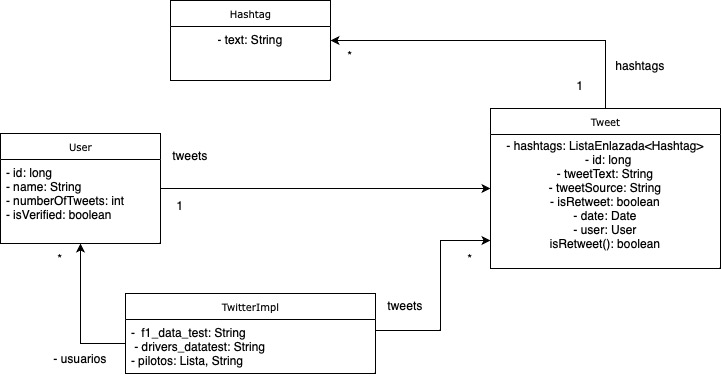 Hashtag
- text: String
*
hashtags
1
Tweet
- hashtags: ListaEnlazada<Hashtag>
- id: long
- tweetText: String
- tweetSource: String
- isRetweet: boolean
- date: Date
- user: User
isRetweet(): boolean
User
- id: long
- name: String
- numberOfTweets: int
- isVerified: boolean
tweets
1
*
*
tweets
TwitterImpl
- f1_data_test: String
- drivers_datatest: String
- pilotos: Lista, String
- usuarios